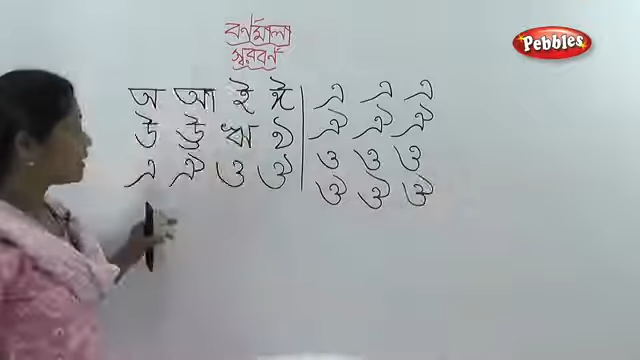 বর্ণমালা
স্বরবর্ণ
Pebbles
অ আ ই ঈ
উ ঊ ঋ ঌ
এ ঐ ও ঔ
এ এ এ
ঐ ঐ ঐ
ও ও ও
ঔ ঔ ঔ